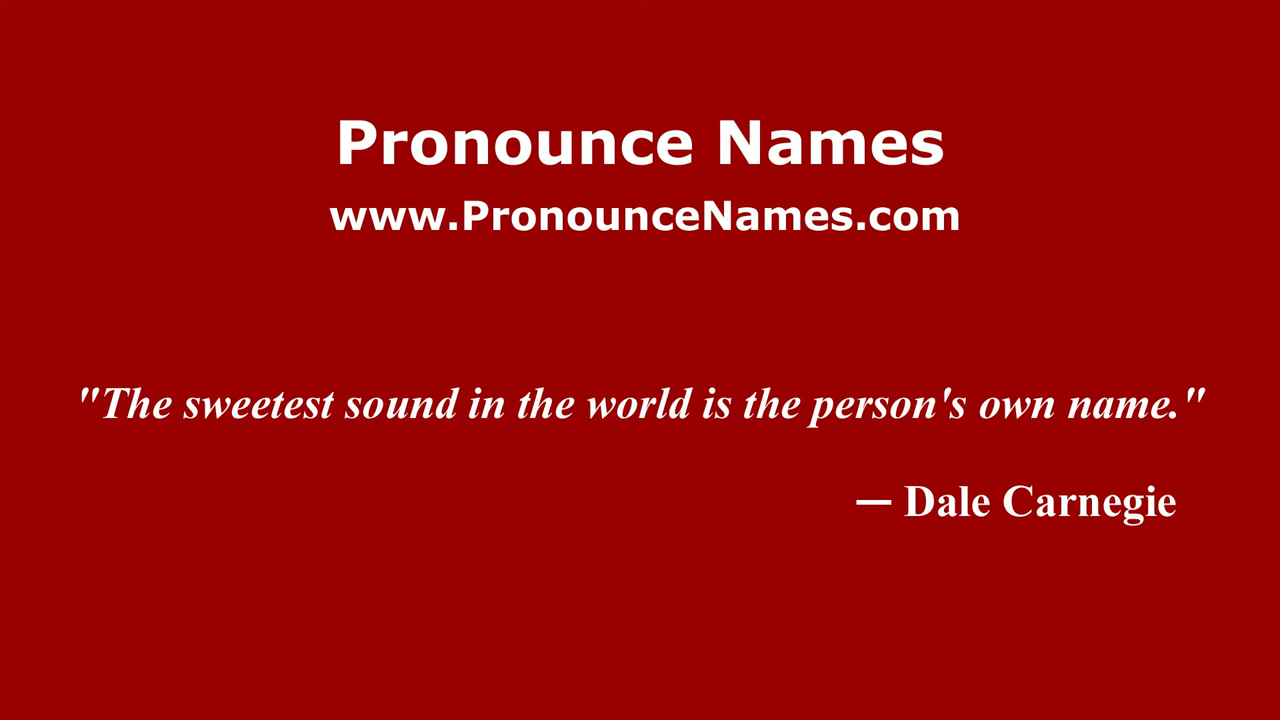 Pronounce Names
www.PronounceNames.com
"The sweetest sound in the world is the person's own name."
— Dale Carnegie